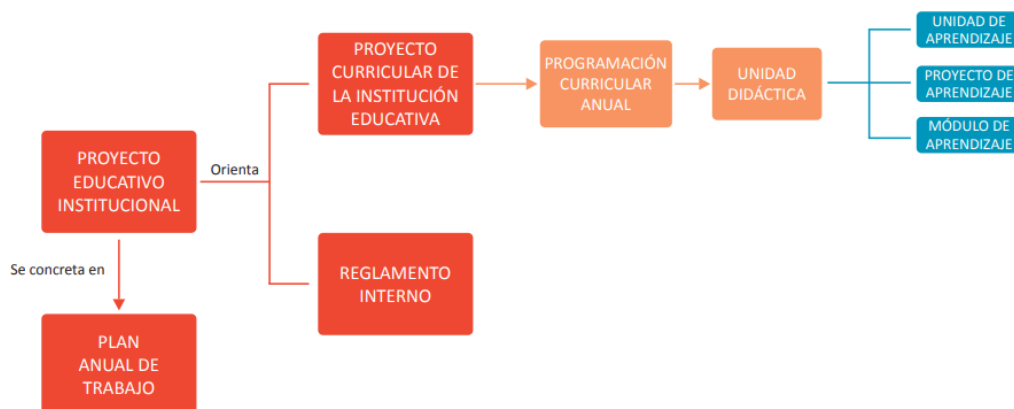 PROYECTO
EDUCATIVO
INSTITUCIONAL
Se concreta en
PLAN
ANUAL DE
TRABAJO
Orienta
PROYECTO
CURRICULAR DE
LA INSTITUCIÓN
EDUCATIVA
REGLAMENTO
INTERNO
PROGRAMACIÓN
CURRICULAR
ANUAL
UNIDAD
DIDÁCTICA
UNIDAD DE
APRENDIZAJE
PROYECTO DE
APRENDIZAJE
MÓDULO DE
APRENDIZAJE